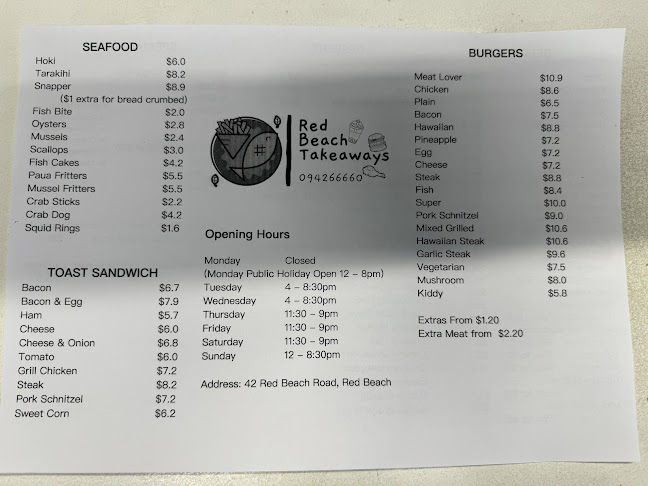 SEAFOOD
Hoki $6.0
Tarakihi $8.2
Snapper $8.9
($1 extra for bread crumbed)
Fish Bite $2.0
Oysters $2.8
Mussels $2.4
Scallops $3.0
Fish Cakes $4.2
Paua Fritters $5.5
Mussel Fritters $5.5
Crab Sticks $2.2
Crab Dog $4.2
Squid Rings $1.6
TOAST SANDWICH
Bacon $6.7
Bacon & Egg $7.9
Ham $5.7
Cheese $6.0
Cheese & Onion $6.8
Tomato $6.0
Grill Chicken $7.2
Steak $8.2
Pork Schnitzel $7.2
Sweet Corn $6.2
Red
Beach
Takeaways
094266660
Opening Hours
Monday Closed
(Monday Public Holiday Open 12 - 8pm)
Tuesday 4 - 8:30pm
Wednesday 4 - 8:30pm
Thursday 11:30 - 9pm
Friday 11:30 - 9pm
Saturday 11:30 - 9pm
Sunday 12 - 8:30pm
Address: 42 Red Beach Road, Red Beach
BURGERS
Meat Lover $10.9
Chicken $8.6
Plain $6.5
Bacon $7.5
Hawaiian $8.8
Pineapple $7.2
Egg $7.2
Cheese $7.2
Steak $8.8
Fish $8.4
Super $10.0
Pork Schnitzel $9.0
Mixed Grilled $10.6
Hawaiian Steak $10.6
Garlic Steak $9.6
Vegetarian $7.5
Mushroom $8.0
Kiddy $5.8
Extras From $1.20
Extra Meat from $2.20